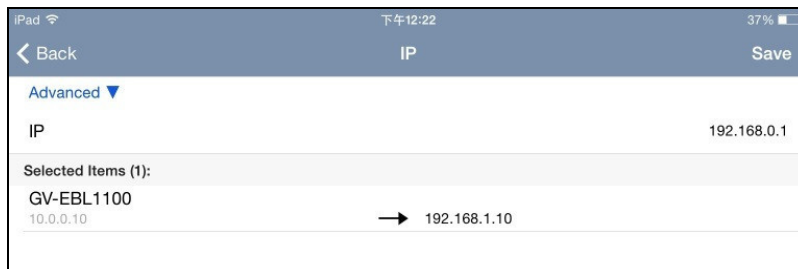 iPad 下午12:22 37%
Back IP Save
Advanced ▼
IP 192.168.0.1
Selected Items (1):
GV-EBL1100
10.0.0.10 → 192.168.1.10